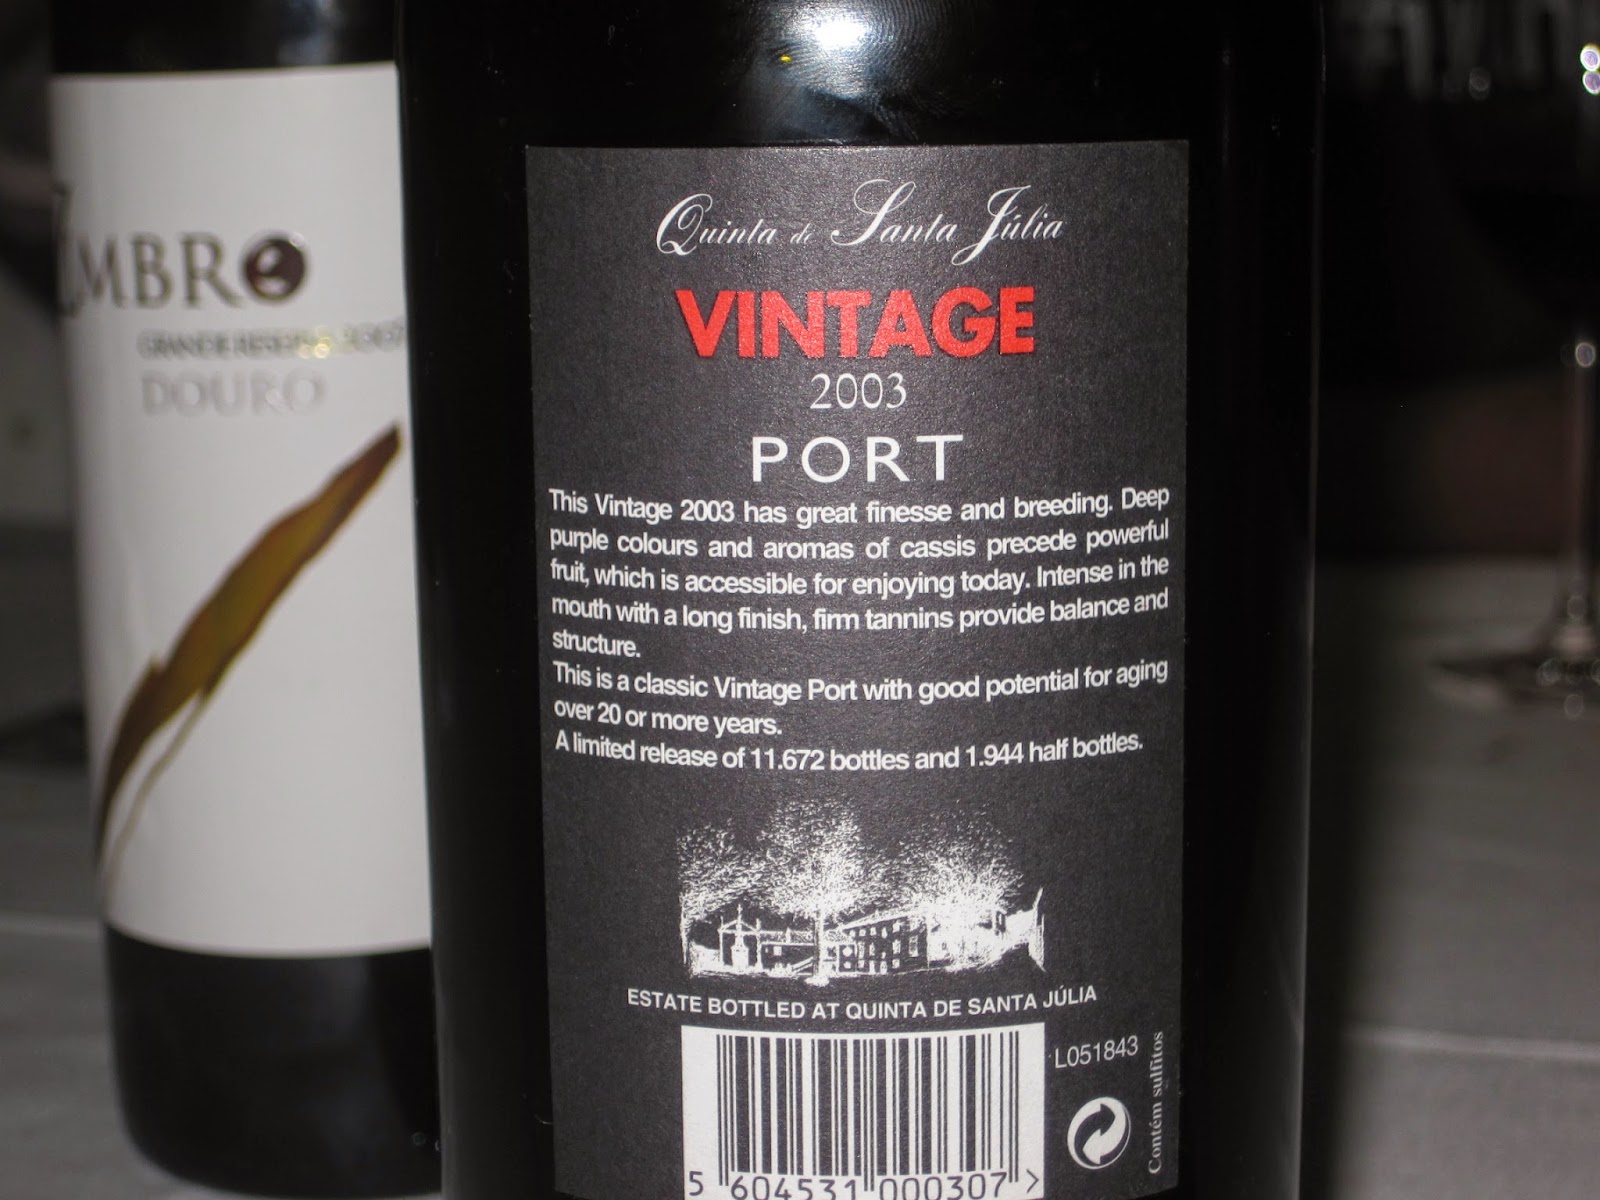 ZMBRO
GRANDE RESERVA 2007
DOURO
Quinta de Santa Júlia
VINTAGE
2003
PORT
This Vintage 2003 has great finesse and breeding. Deep
purple colours and aromas of cassis precede powerful
fruit, which is accessible for enjoying today. Intense in the
mouth with a long finish, firm tannins provide balance and
structure.
This is a classic Vintage Port with good potential for aging
over 20 or more years.
A limited release of 11.672 bottles and 1.944 half bottles.
ESTATE BOTTLED AT QUINTA DE SANTA JÚLIA
L051843
Contém sulfitos
5 604531 000307 >